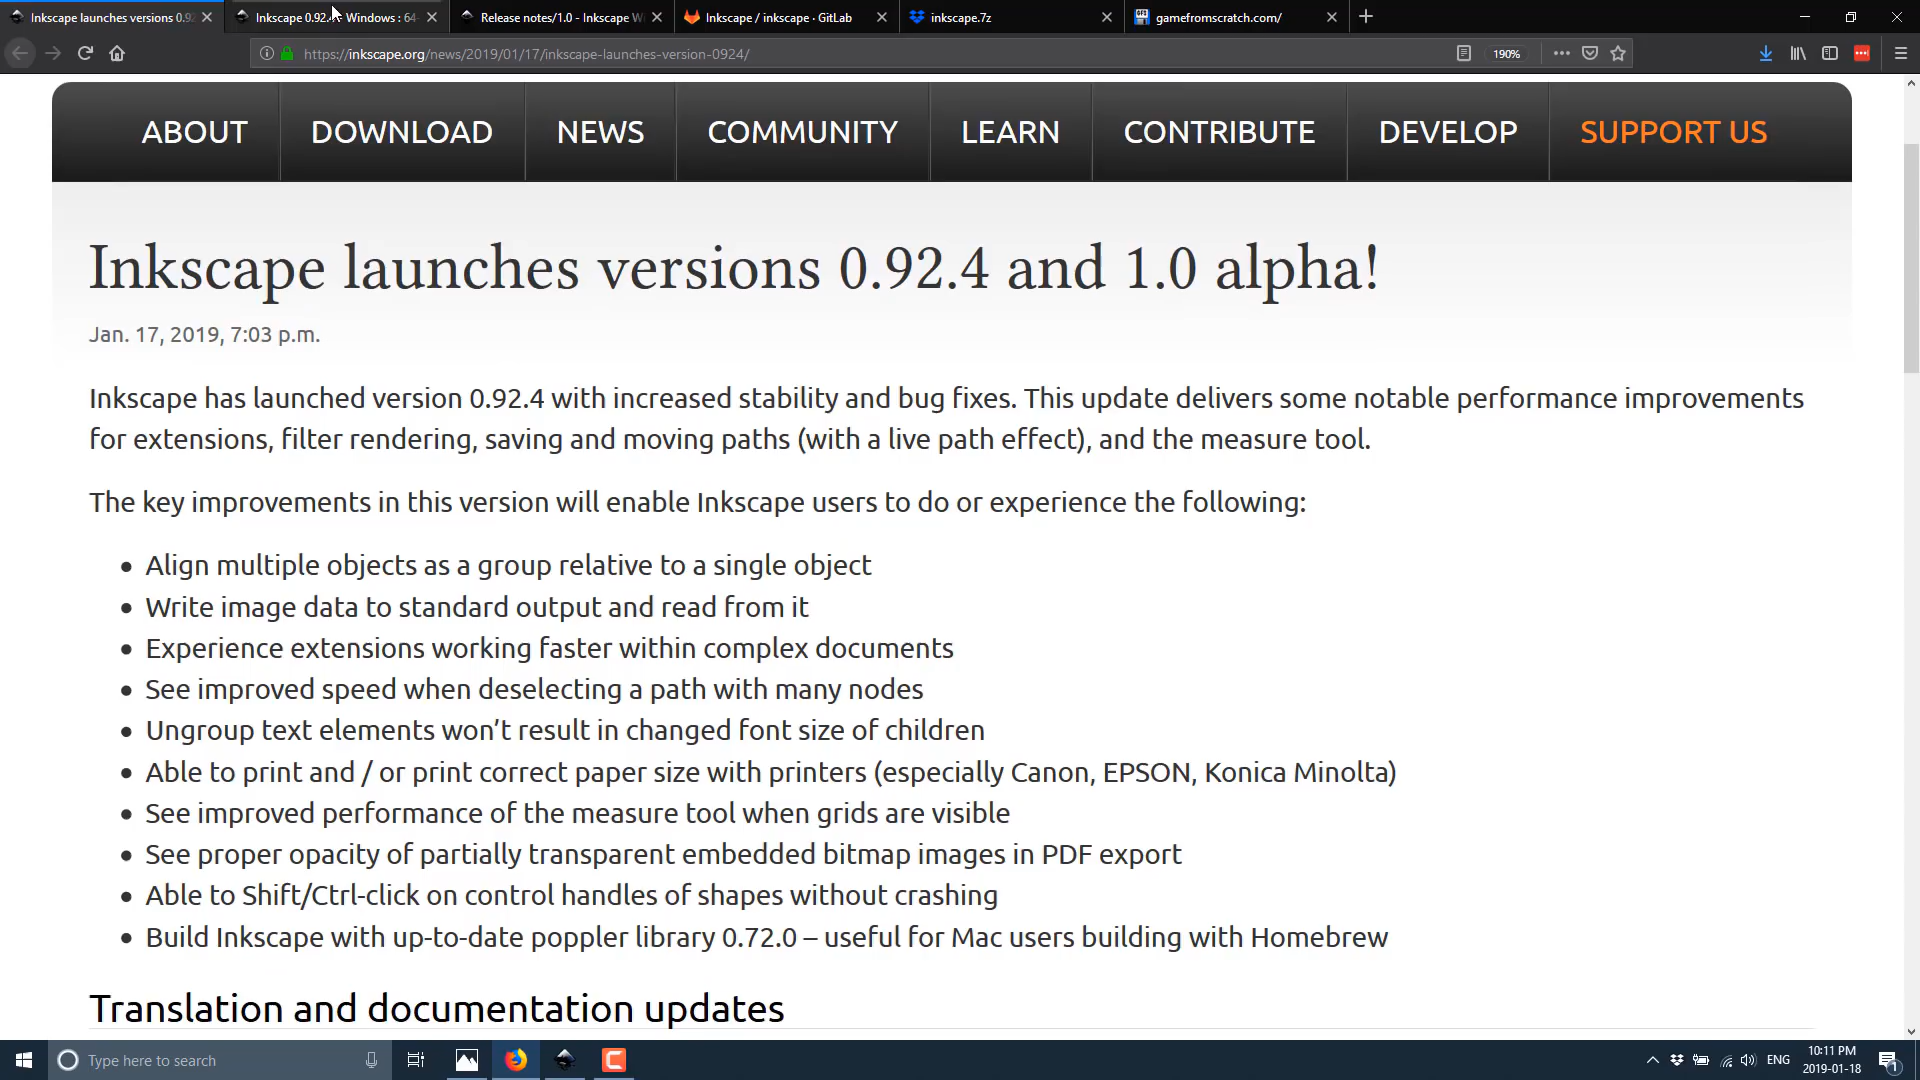 Inkscape launches versions 0.92
Inkscape 0.92. Windows : 64-
Release notes/1.0 - Inkscape W
Inkscape / inkscape · GitLab
inkscape.7z
gamefromscratch.com/
https://inkscape.org/news/2019/01/17/inkscape-launches-version-0924/
190%
ABOUT DOWNLOAD NEWS COMMUNITY LEARN CONTRIBUTE DEVELOP SUPPORT US
Inkscape launches versions 0.92.4 and 1.0 alpha!
Jan. 17, 2019, 7:03 p.m.
Inkscape has launched version 0.92.4 with increased stability and bug fixes. This update delivers some notable performance improvements
for extensions, filter rendering, saving and moving paths (with a live path effect), and the measure tool.
The key improvements in this version will enable Inkscape users to do or experience the following:
• Align multiple objects as a group relative to a single object
• Write image data to standard output and read from it
• Experience extensions working faster within complex documents
• See improved speed when deselecting a path with many nodes
• Ungroup text elements won’t result in changed font size of children
• Able to print and / or print correct paper size with printers (especially Canon, EPSON, Konica Minolta)
• See improved performance of the measure tool when grids are visible
• See proper opacity of partially transparent embedded bitmap images in PDF export
• Able to Shift/Ctrl-click on control handles of shapes without crashing
• Build Inkscape with up-to-date poppler library 0.72.0 – useful for Mac users building with Homebrew
Translation and documentation updates
Type here to search
ENG
10:11 PM
2019-01-18
1